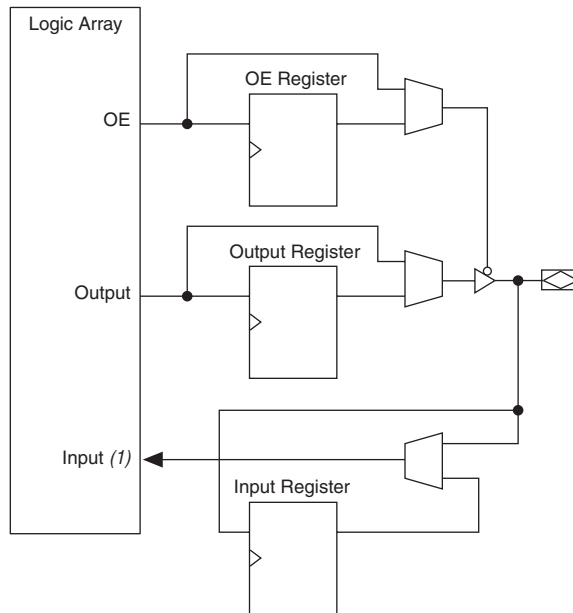 Logic Array
OE Register
OE
Output Register
Output
Input (1)
Input Register